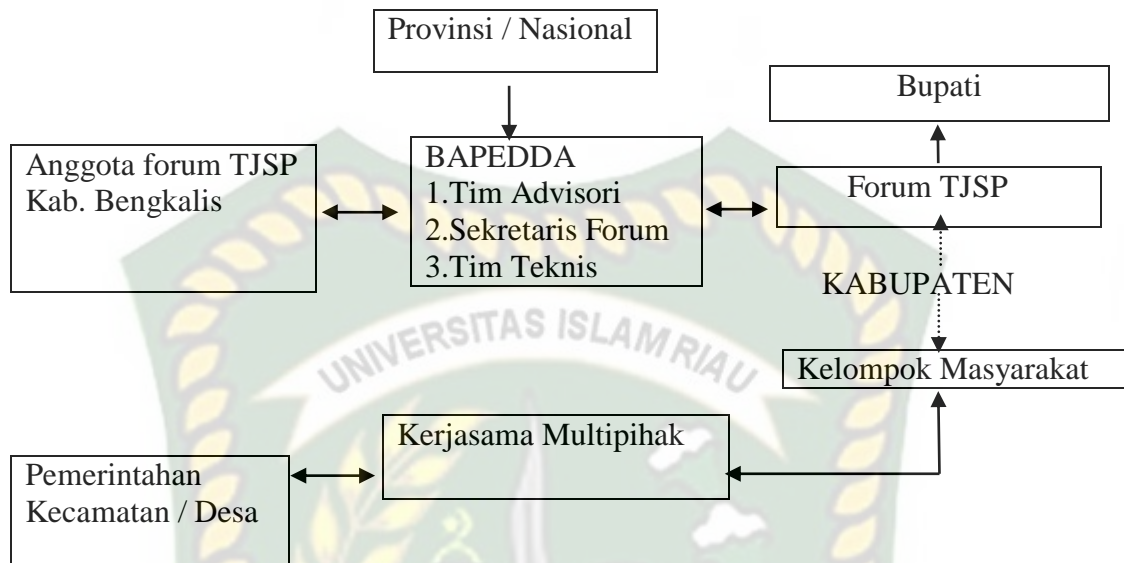 Provinsi / Nasional
Bupati
Anggota forum TJSP
Kab. Bengkalis
BAPEDDA
1.Tim Advisori
2.Sekretaris Forum
3.Tim Teknis
Forum TJSP
KABUPATEN
UNIVERSITAS ISLAM RIAU
Kelompok Masyarakat
Kerjasama Multipihak
Pemerintahan
Kecamatan / Desa